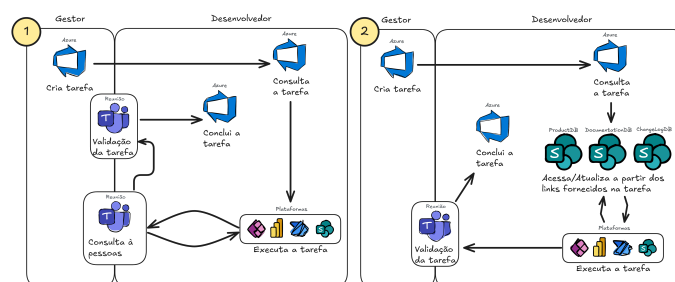 1
Gestor
Desenvolvedor
Azure
Cria tarefa
Azure
Consulta
a tarefa
Reunião
Validação
da tarefa
Azure
Conclui a
tarefa
Reunião
Consulta à
pessoas
Plataformas
Executa a tarefa
2
Gestor
Desenvolvedor
Azure
Cria tarefa
Azure
Consulta
a tarefa
Azure
Conclui a
tarefa
ProductDB
DocumentationDB
ChangeLogDB
Acessa/Atualiza a partir dos
links fornecidos na tarefa
Reunião
Validação
da tarefa
Plataformas
Executa a tarefa